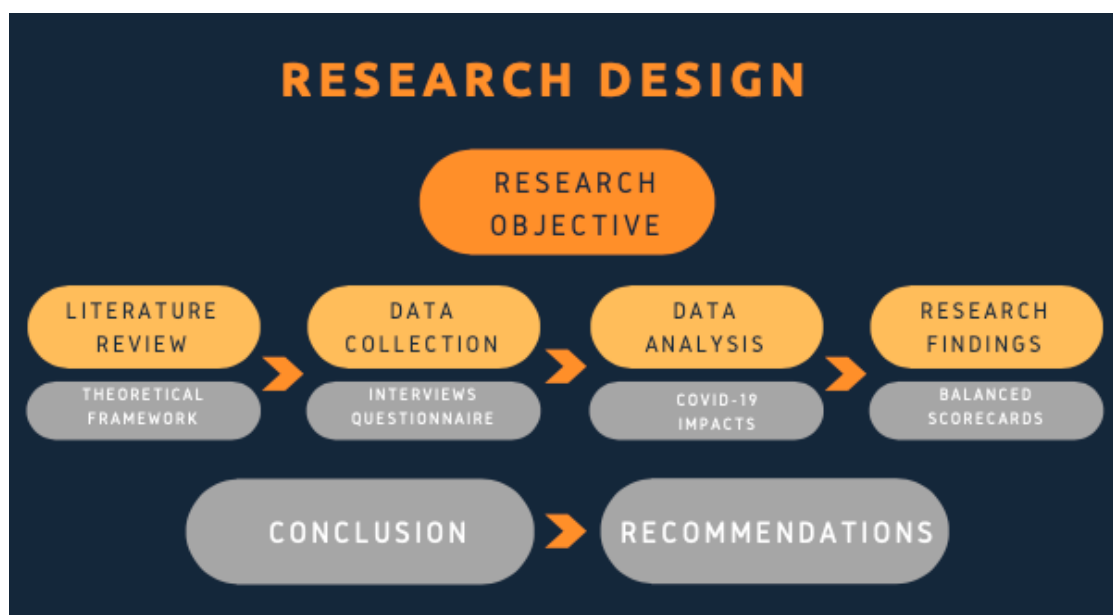 RESEARCH DESIGN
RESEARCH
OBJECTIVE
LITERATURE
REVIEW
THEORETICAL
FRAMEWORK
DATA
COLLECTION
INTERVIEWS
QUESTIONNAIRE
DATA
ANALYSIS
COVID-19
IMPACTS
RESEARCH
FINDINGS
BALANCED
SCORECARDS
CONCLUSION
RECOMMENDATIONS